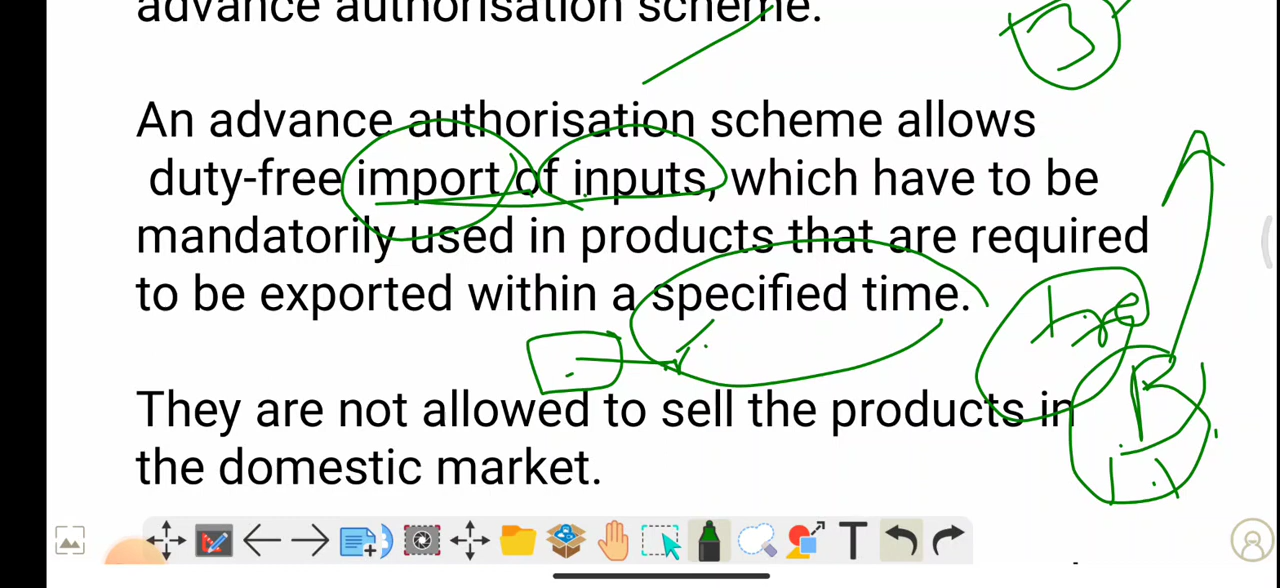 advance authorisation scheme.
3
An advance authorisation scheme allows
duty-free import of inputs, which have to be
mandatorily used in products that are required
to be exported within a specified time.
They are not allowed to sell the products in
the domestic market.
T